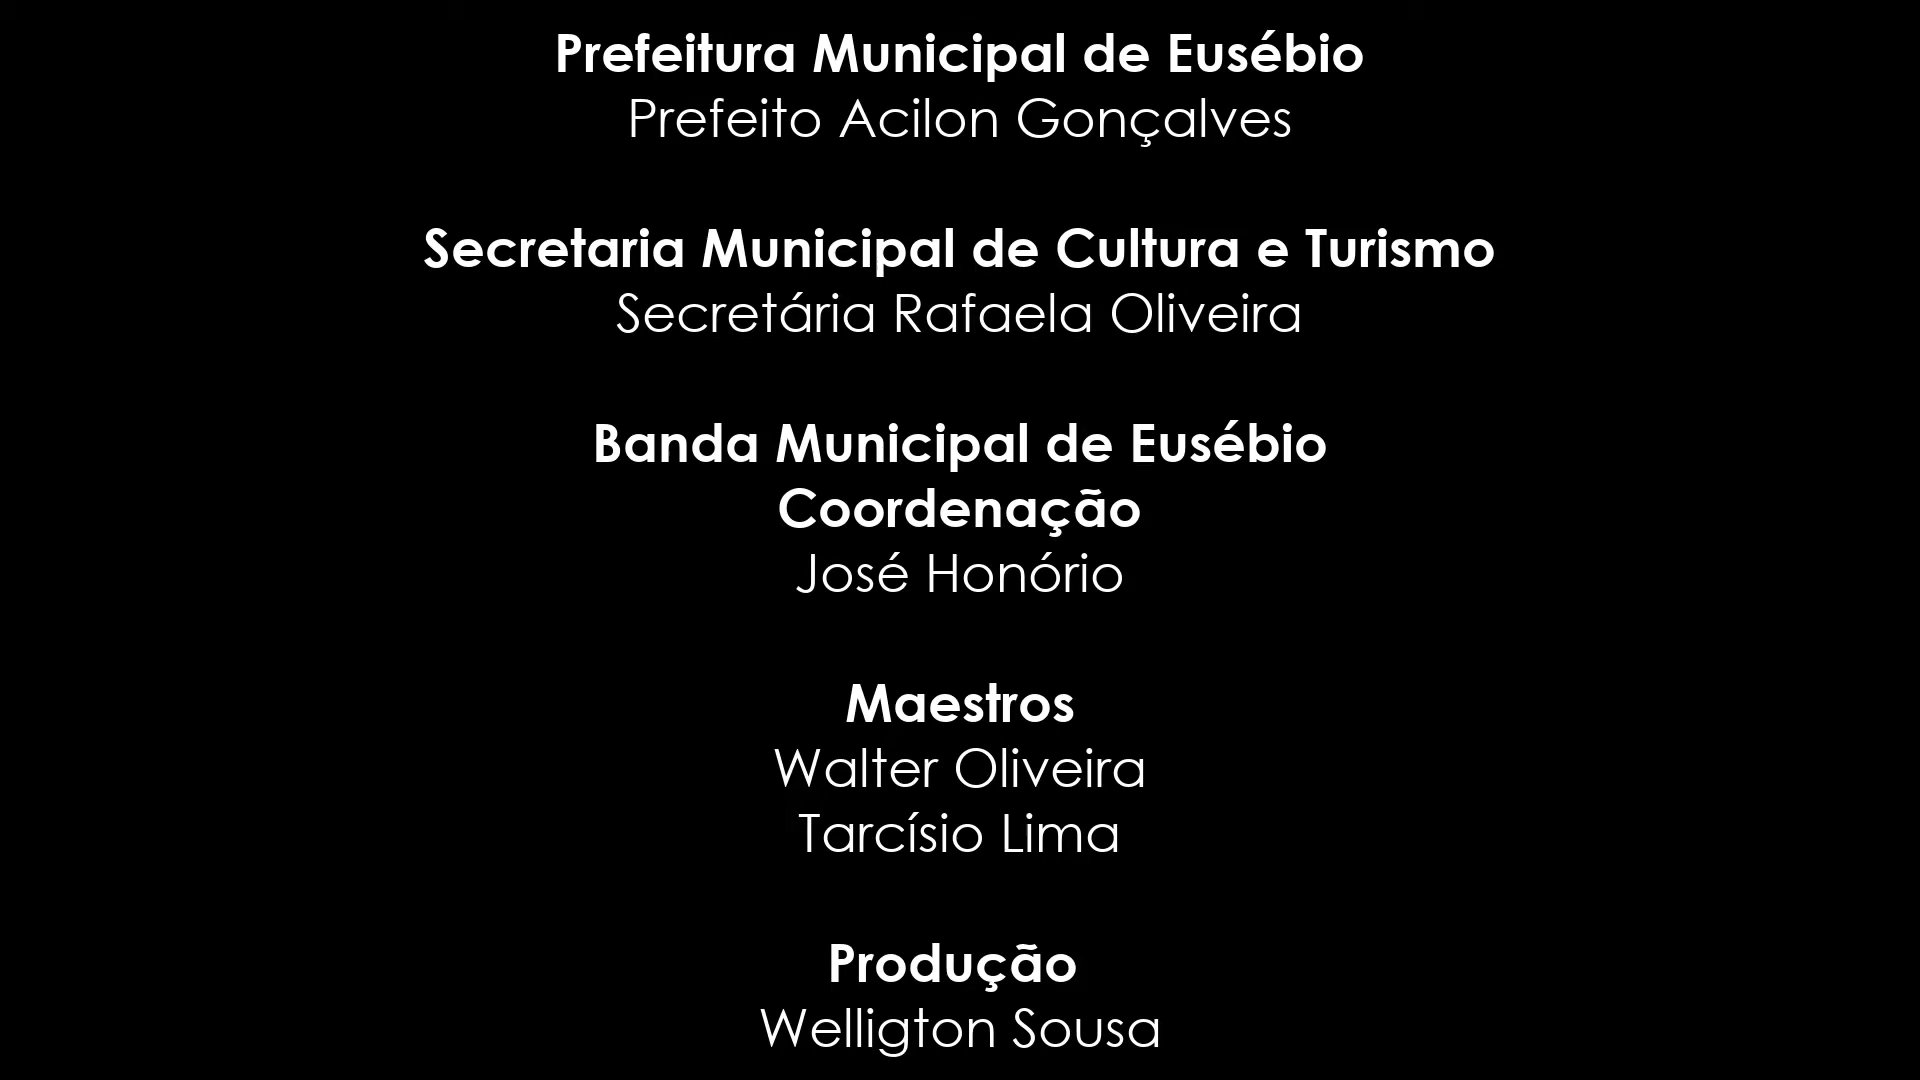 Prefeitura Municipal de Eusébio
Prefeito Acilon Gonçalves
Secretaria Municipal de Cultura e Turismo
Secretária Rafaela Oliveira
Banda Municipal de Eusébio
Coordenação
José Honório
Maestros
Walter Oliveira
Tarcísio Lima
Produção
Welligton Sousa